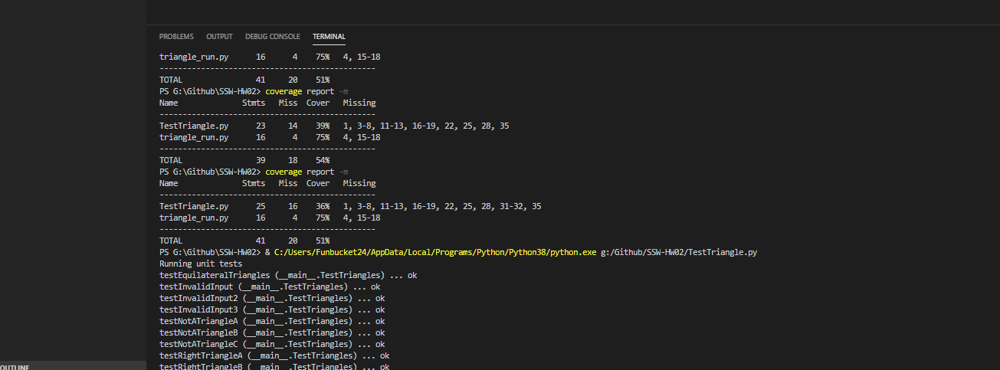 PROBLEMS OUTPUT DEBUG CONSOLE TERMINAL
triangle_run.py 16 4 75% 4, 15-18
-----------------------------------------------
TOTAL 41 20 51%
PS G:\Github\SSW-HW02> coverage report -m
Name Stmts Miss Cover Missing
-----------------------------------------------
TestTriangle.py 23 14 39% 1, 3-8, 11-13, 16-19, 22, 25, 28, 35
triangle_run.py 16 4 75% 4, 15-18
-----------------------------------------------
TOTAL 39 18 54%
PS G:\Github\SSW-HW02> coverage report -m
Name Stmts Miss Cover Missing
-----------------------------------------------
TestTriangle.py 25 16 36% 1, 3-8, 11-13, 16-19, 22, 25, 28, 31-32, 35
triangle_run.py 16 4 75% 4, 15-18
-----------------------------------------------
TOTAL 41 20 51%
PS G:\Github\SSW-HW02> & C:/Users/Funbucket24/AppData/Local/Programs/Python/Python38/python.exe g:/Github/SSW-HW02/TestTriangle.py
Running unit tests
testEquilateralTriangles (__main__.TestTriangles) ... ok
testInvalidInput (__main__.TestTriangles) ... ok
testInvalidInput2 (__main__.TestTriangles) ... ok
testInvalidInput3 (__main__.TestTriangles) ... ok
testNotATriangleA (__main__.TestTriangles) ... ok
testNotATriangleB (__main__.TestTriangles) ... ok
testNotATriangleC (__main__.TestTriangles) ... ok
testRightTriangleA (__main__.TestTriangles) ... ok
testRightTriangleB (__main__.TestTriangles) ... ok
OUTLINE